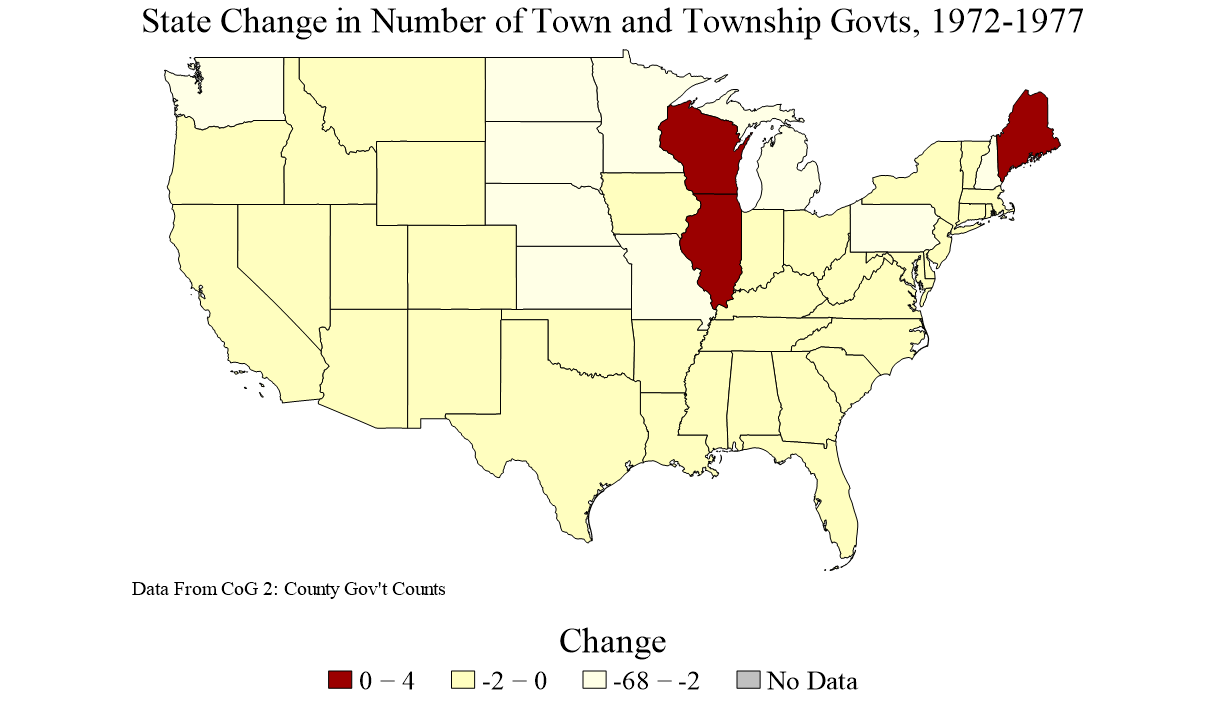 State Change in Number of Town and Township Govts, 1972-1977
Data From CoG 2: County Gov't Counts
Change
0 − 4 -2 − 0 -68 − -2 No Data